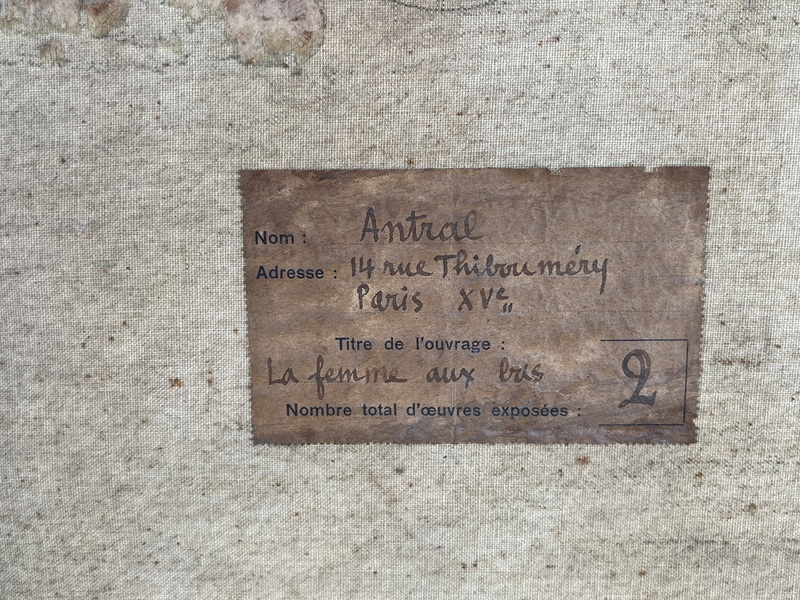 Nom : Antral
Adresse : 14 rue Thibouméry
Paris XVe
Titre de l'ouvrage :
La femme aux bas
Nombre total d'œuvres exposées : 2